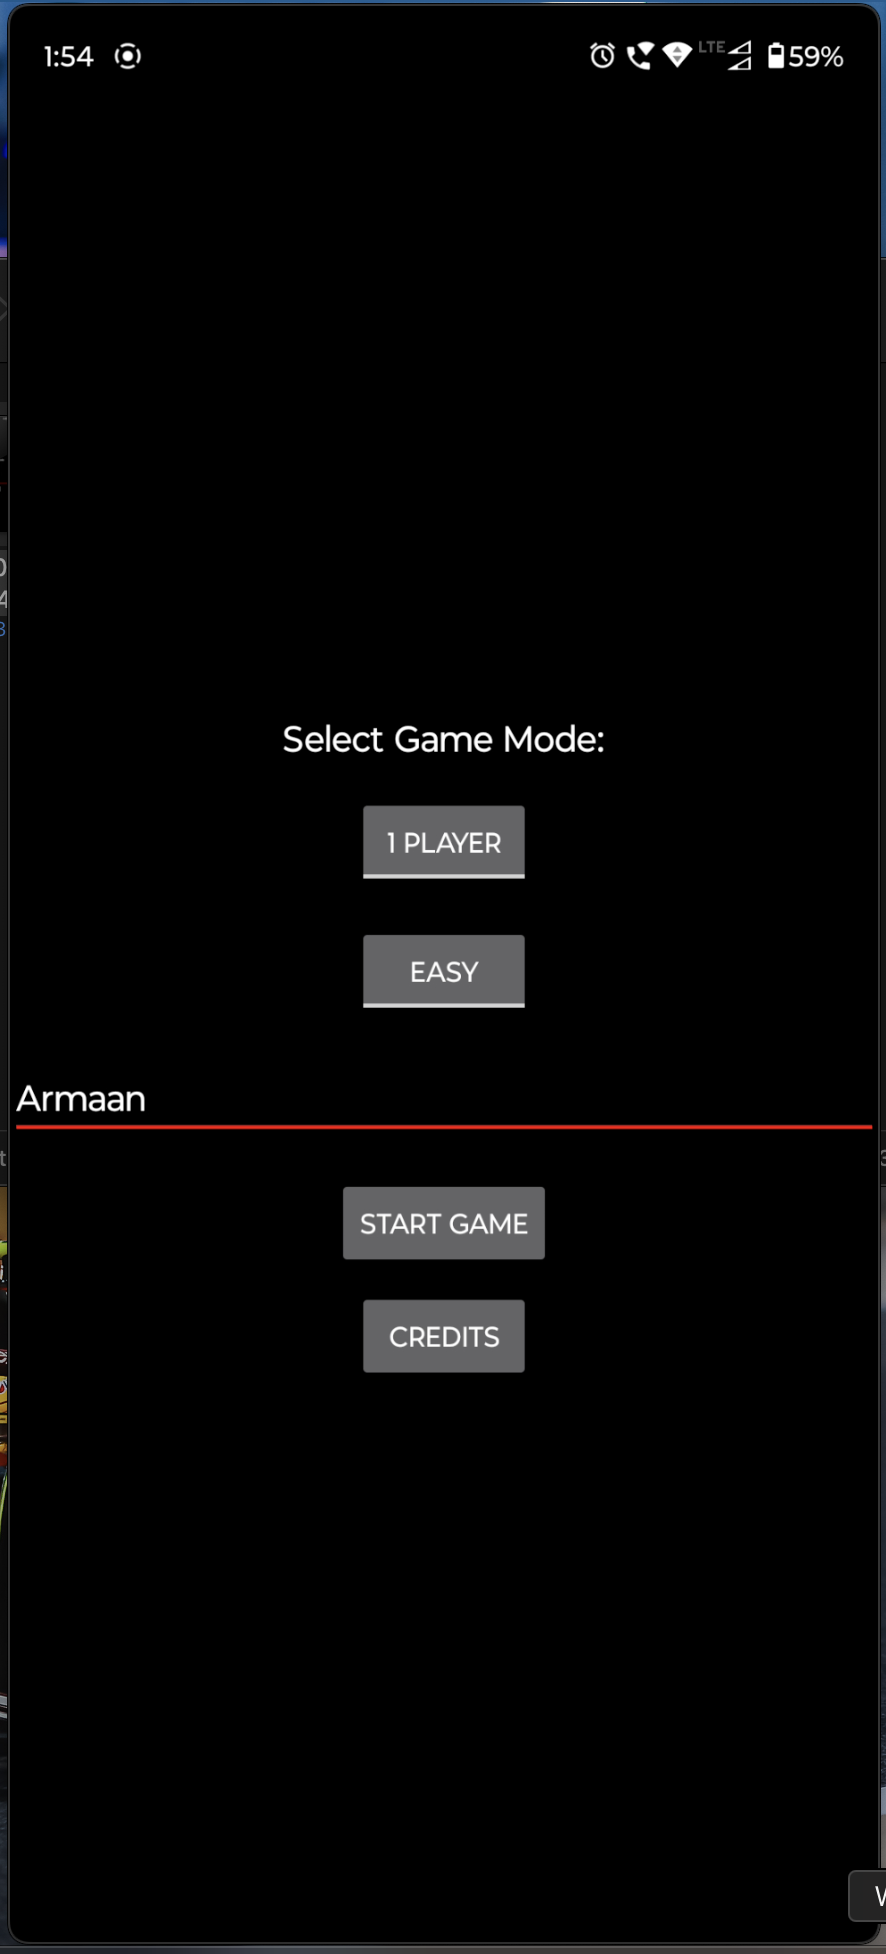 1:54 LTE 59%
Select Game Mode:
1 PLAYER
EASY
Armaan
START GAME
CREDITS